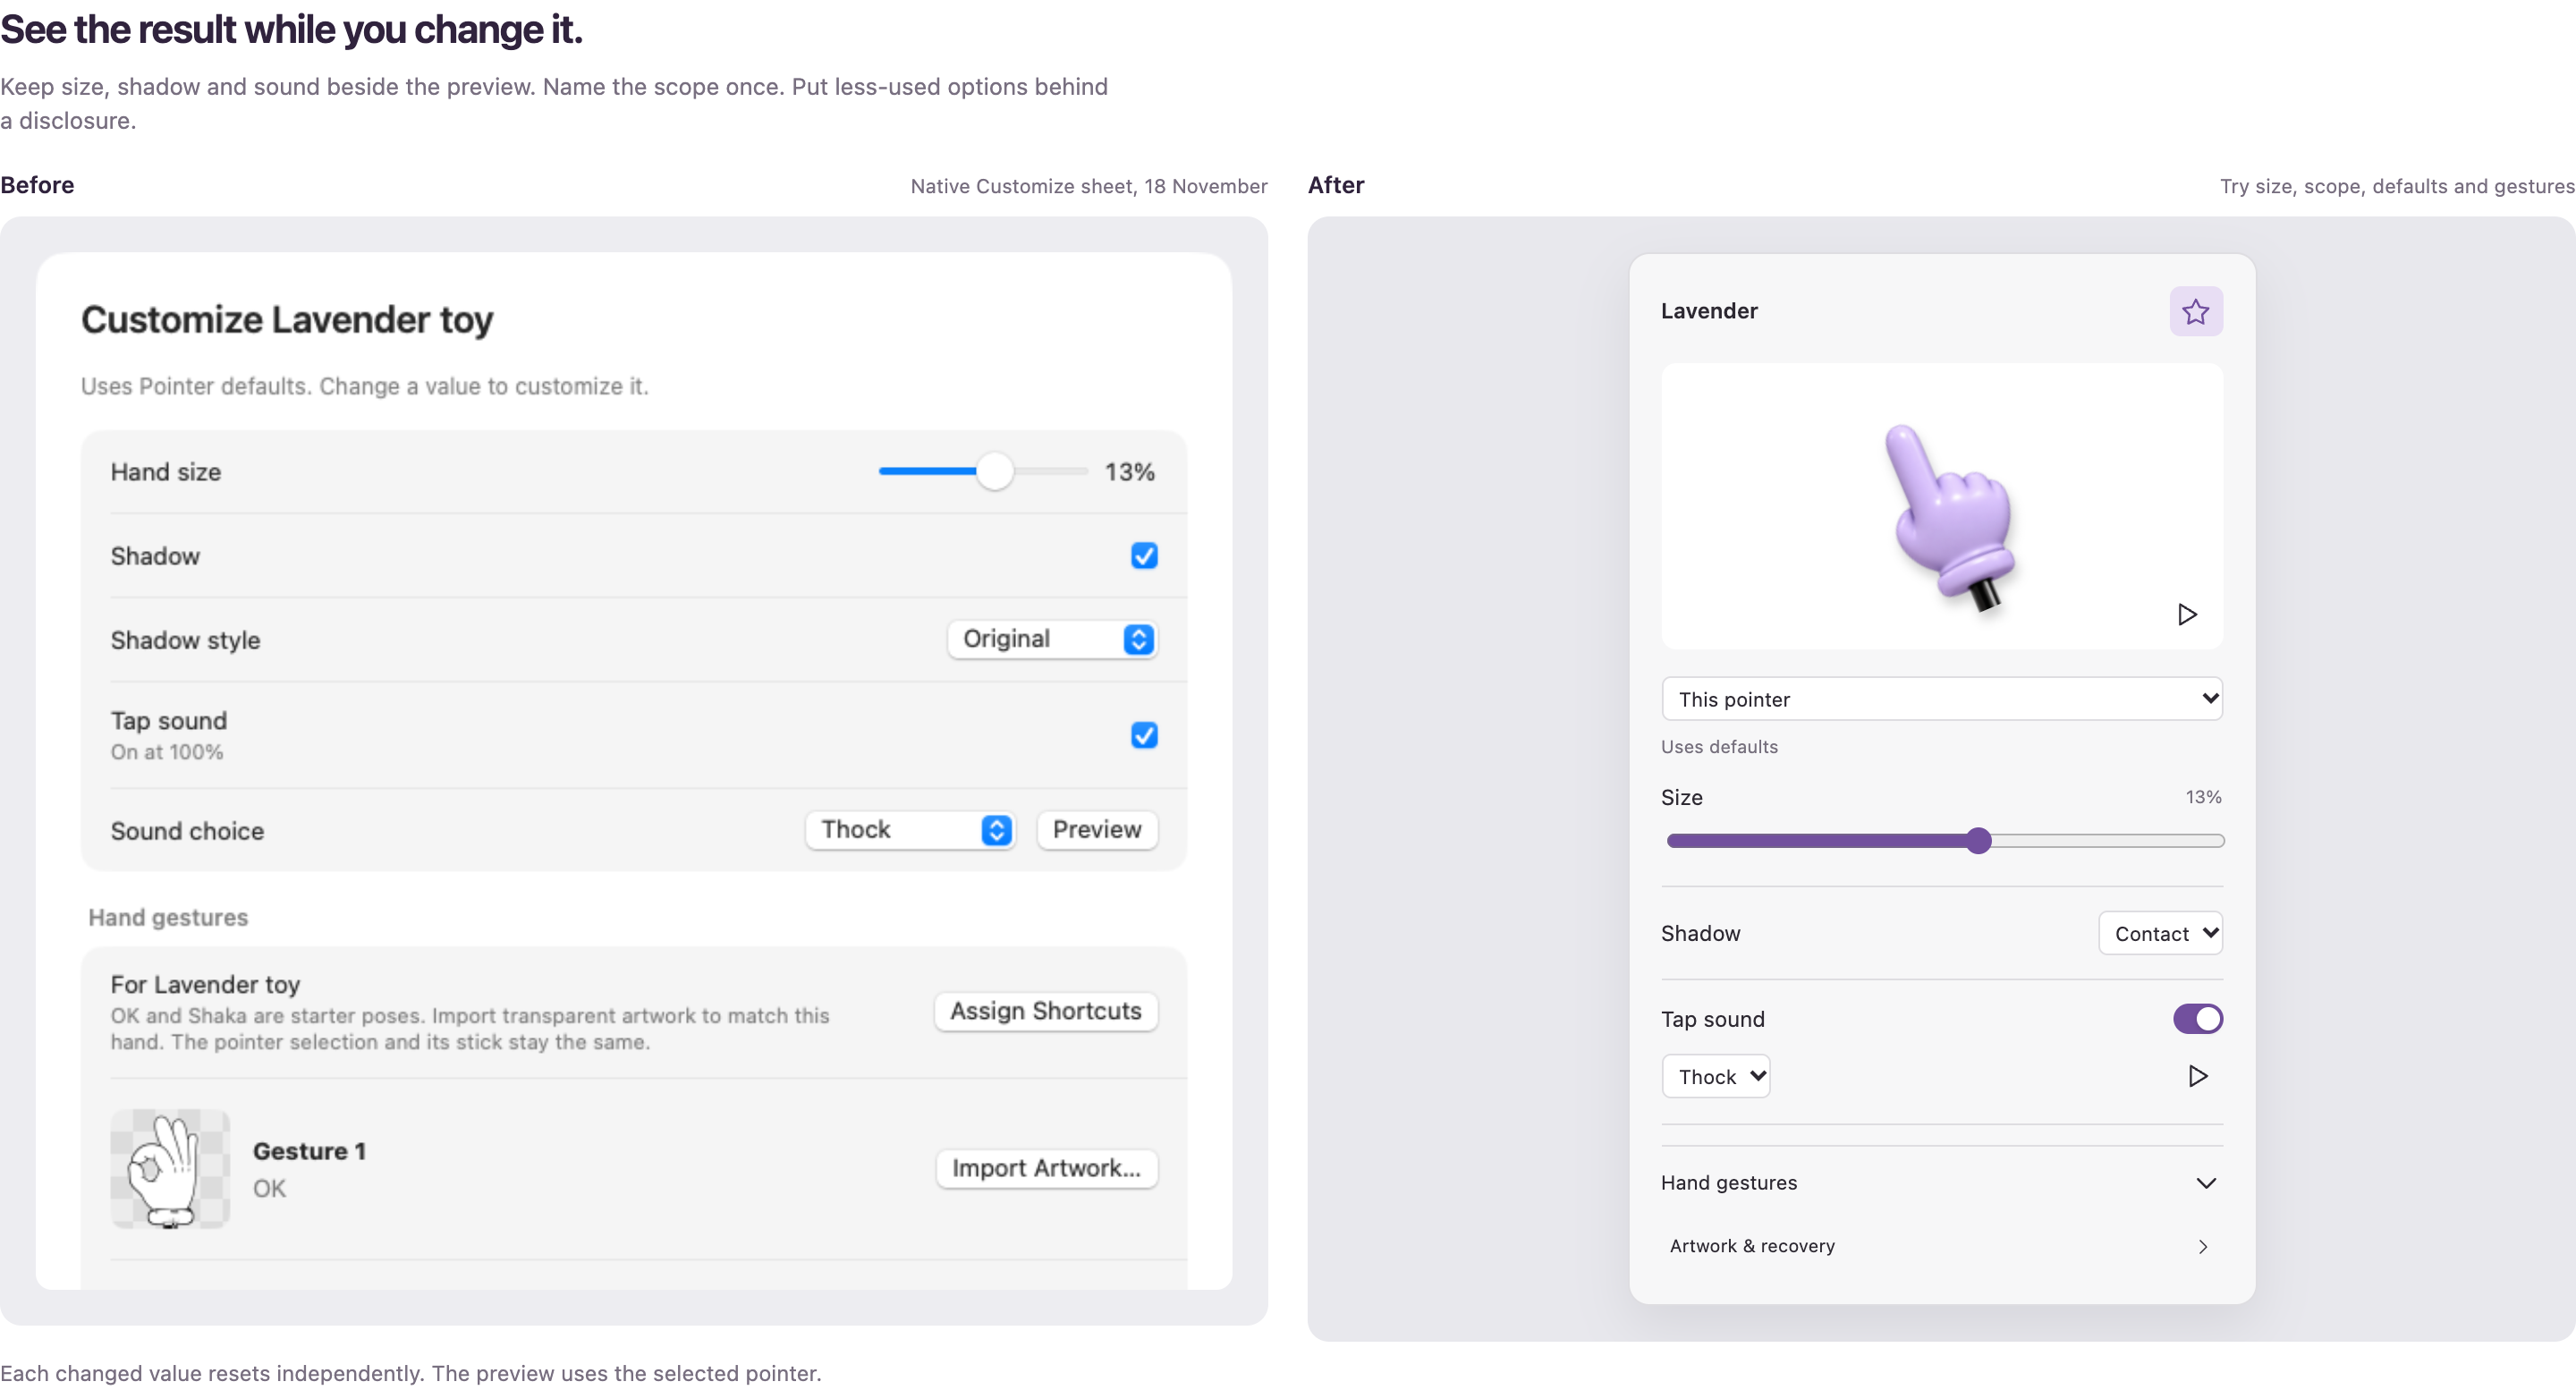 See the result while you change it.
Keep size, shadow and sound beside the preview. Name the scope once. Put less-used options behind
a disclosure.
Before
Native Customize sheet, 18 November
Customize Lavender toy
Uses Pointer defaults. Change a value to customize it.
Hand size
13%
Shadow
Shadow style
Original
Tap sound
On at 100%
Sound choice
Thock
Preview
Hand gestures
For Lavender toy
OK and Shaka are starter poses. Import transparent artwork to match this
hand. The pointer selection and its stick stay the same.
Assign Shortcuts
Gesture 1
OK
Import Artwork...
After
Try size, scope, defaults and gestures
Lavender
This pointer
Uses defaults
Size
13%
Shadow
Contact
Tap sound
Thock
Hand gestures
Artwork & recovery
Each changed value resets independently. The preview uses the selected pointer.